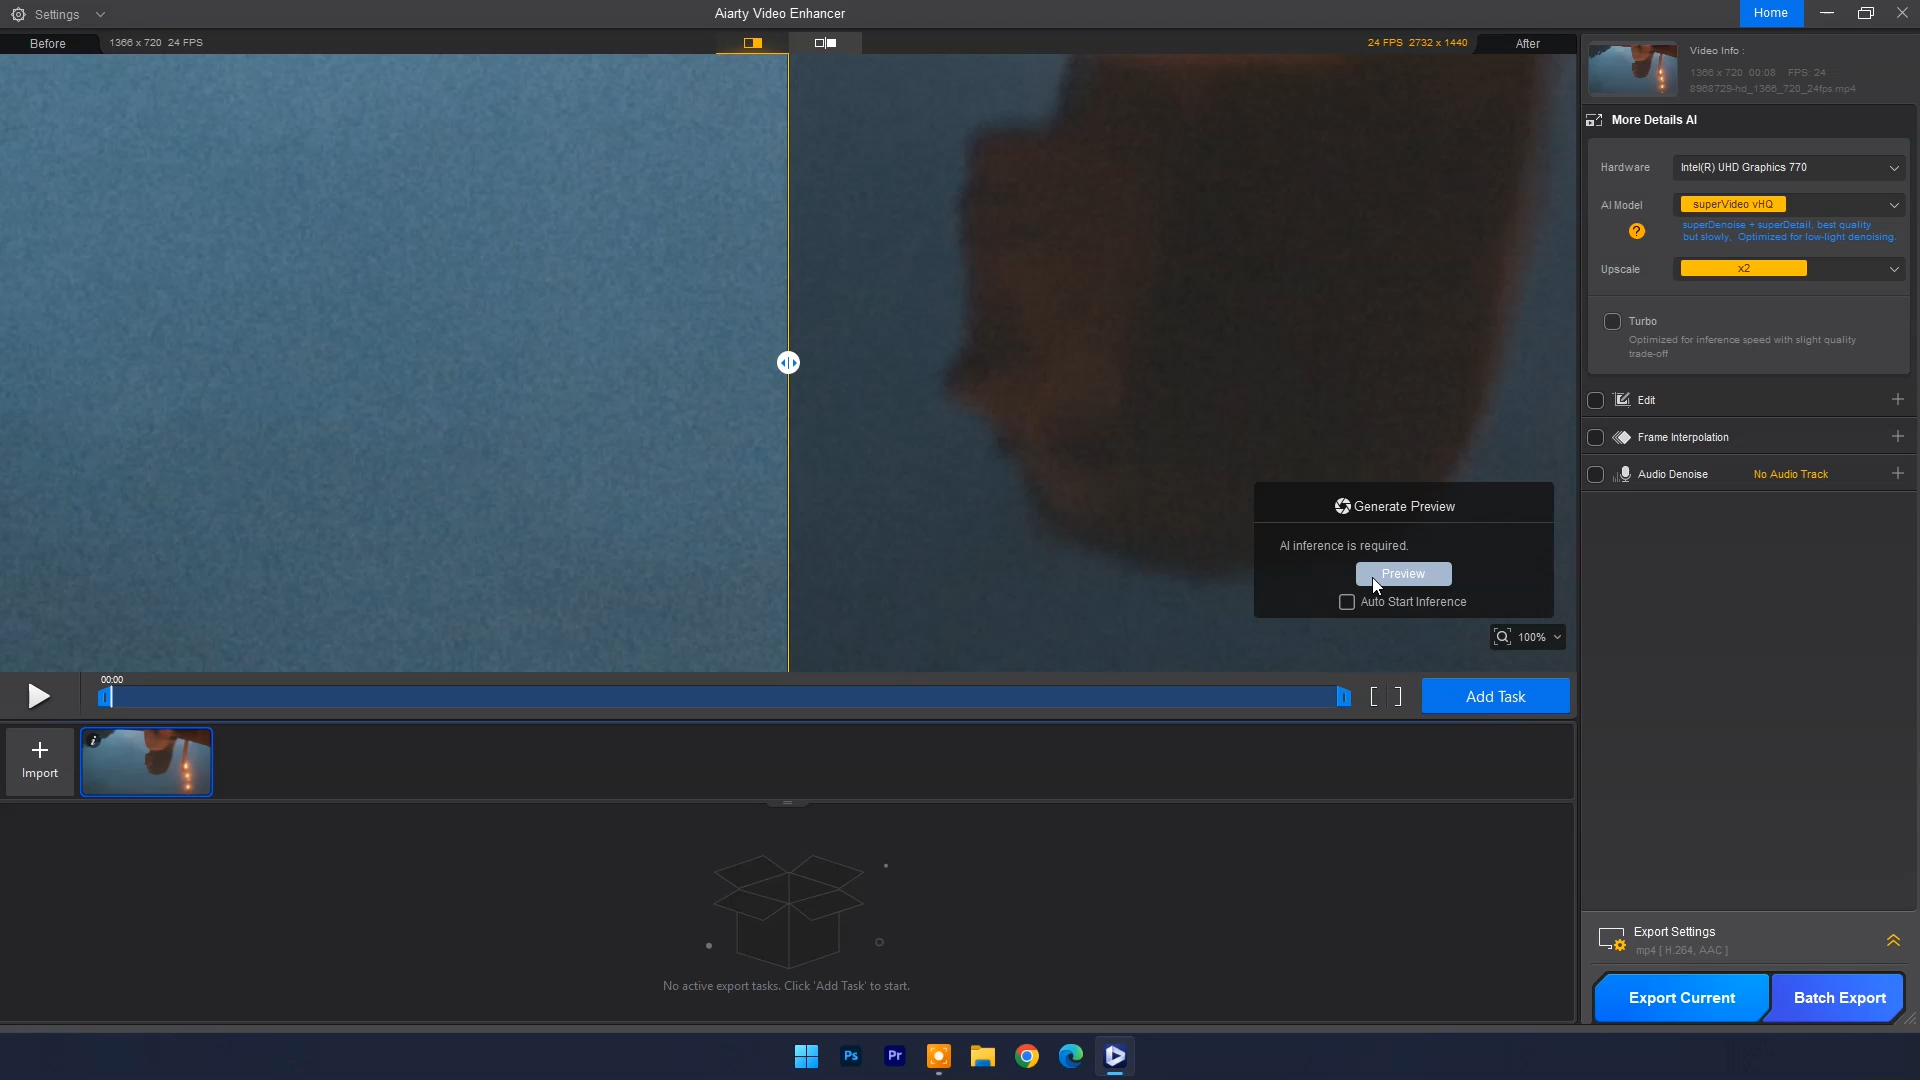 Settings
Aiarty Video Enhancer
Home
Before
1366 x 720 24 FPS
24 FPS 2732 x 1440
After
Video Info :
1366 x 720 00:08 FPS: 24
8968729-hd_1366_720_24fps.mp4
More Details AI
Hardware
Intel(R) UHD Graphics 770
AI Model
superVideo vHQ
?
superDenoise + superDetail, best quality
but slowly, Optimized for low-light denoising.
Upscale
x2
Turbo
Optimized for inference speed with slight quality
trade-off
Edit
Frame Interpolation
Audio Denoise
No Audio Track
Generate Preview
AI inference is required.
Preview
Auto Start Inference
100%
00:00
[ ]
Add Task
Import
i
No active export tasks. Click 'Add Task' to start.
Export Settings
mp4 [ H.264, AAC ]
Export Current
Batch Export
Ps
Pr